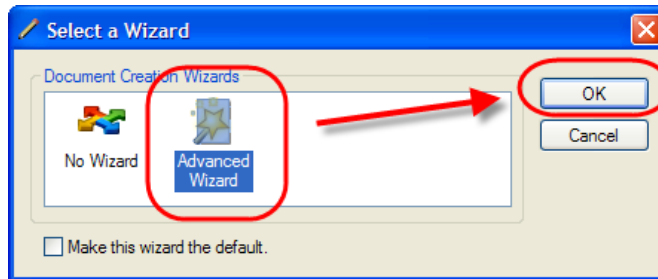 Select a Wizard
Document Creation Wizards
No Wizard
Advanced
Wizard
OK
Cancel
Make this wizard the default.